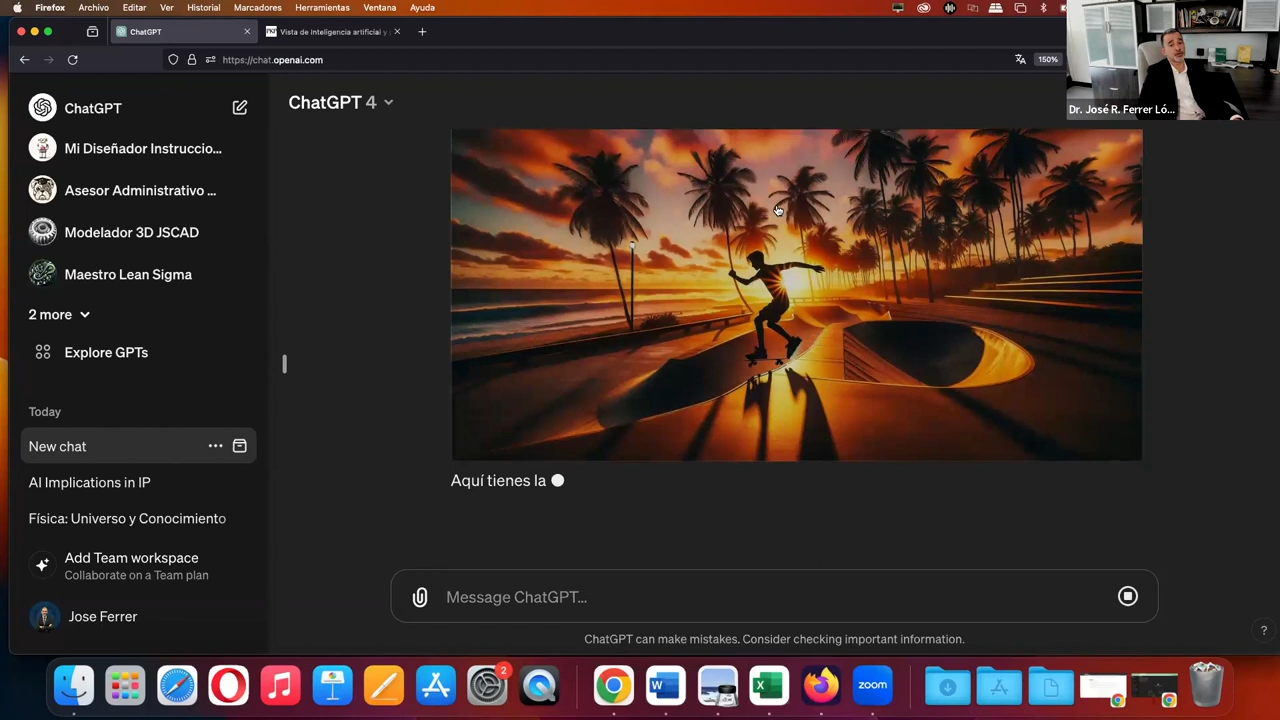 Firefox Archivo Editar Ver Historial Marcadores Herramientas Ventana Ayuda
ChatGPT
Vista de inteligencia artificial y
https://chat.openai.com
150%
Dr. José R. Ferrer Ló...
ChatGPT
Mi Diseñador Instruccio...
Asesor Administrativo ...
Modelador 3D JSCAD
Maestro Lean Sigma
2 more
Explore GPTs
Today
New chat
AI Implications in IP
Física: Universo y Conocimiento
Add Team workspace
Collaborate on a Team plan
Jose Ferrer
ChatGPT 4
Aquí tienes la
Message ChatGPT...
ChatGPT can make mistakes. Consider checking important information.
?
2
W
X
zoom